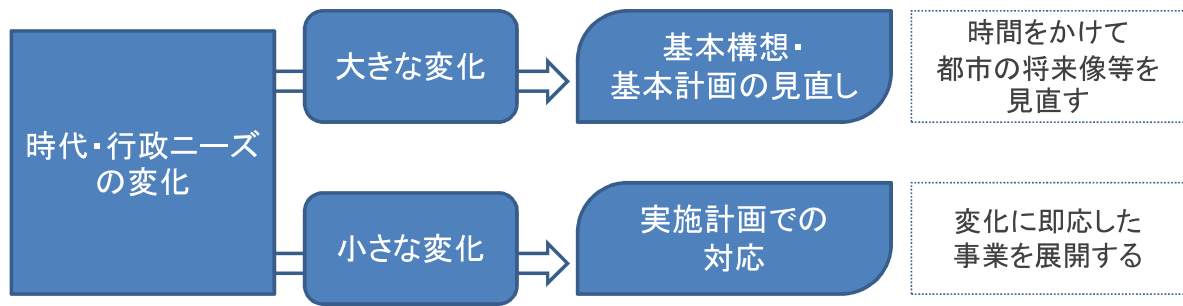 時代・行政ニーズ
の変化
大きな変化
基本構想・
基本計画の見直し
時間をかけて
都市の将来像等を
見直す
小さな変化
実施計画での
対応
変化に即応した
事業を展開する